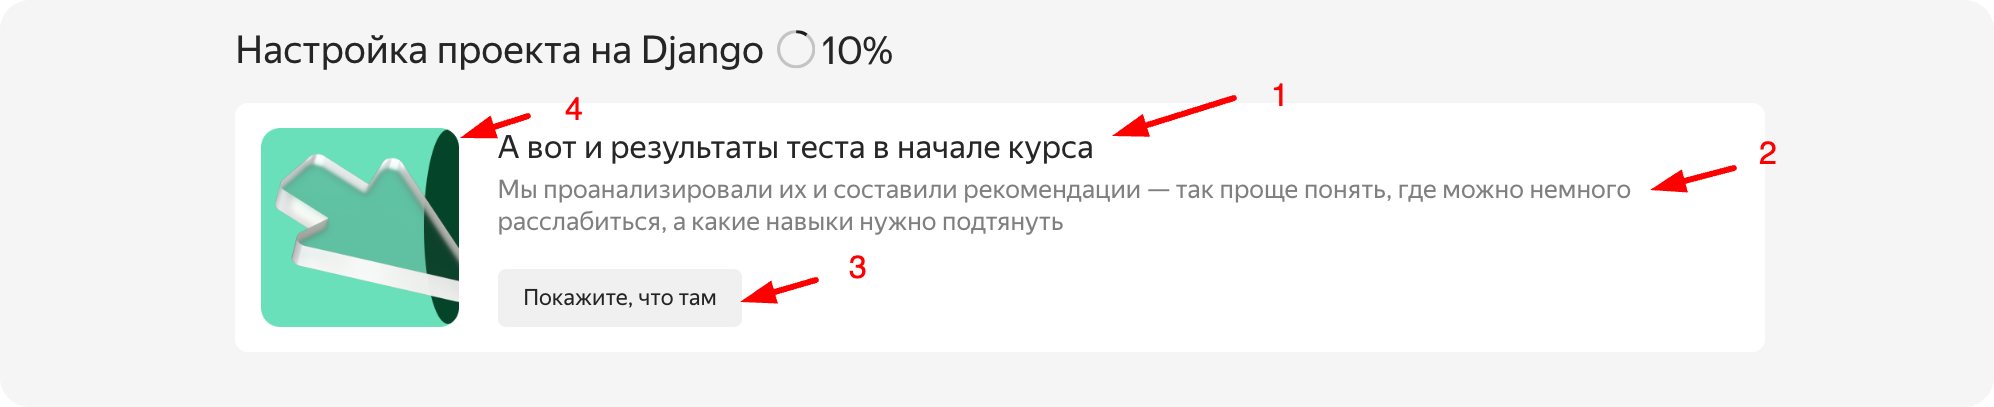 Настройка проекта на Django 10%
4
1
А вот и результаты теста в начале курса
2
Мы проанализировали их и составили рекомендации — так проще понять, где можно немного
расслабиться, а какие навыки нужно подтянуть
3
Покажите, что там